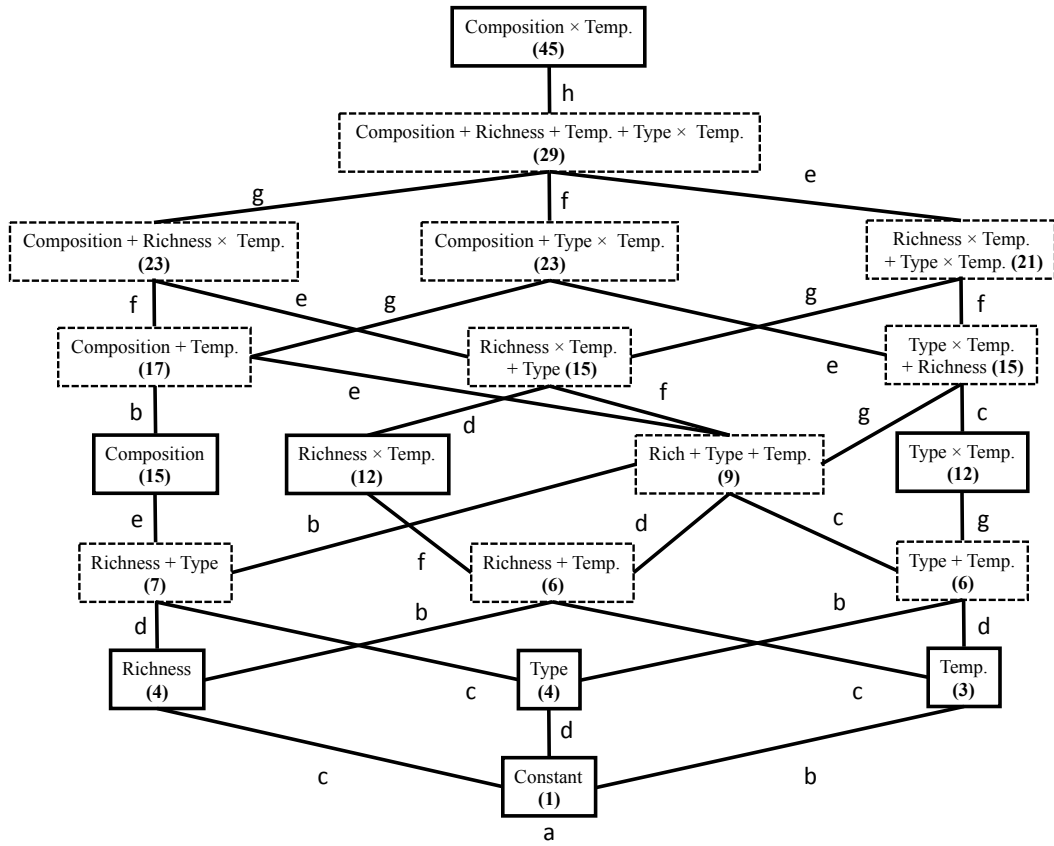 Composition × Temp.
(45)
h
Composition + Richness + Temp. + Type × Temp.
(29)
g
f
e
Composition + Richness × Temp.
(23)
Composition + Type × Temp.
(23)
Richness × Temp.
+ Type × Temp. (21)
f
e
g
g
f
Composition + Temp.
(17)
Richness × Temp.
+ Type (15)
e
Type × Temp.
+ Richness (15)
b
e
d
f
g
c
Composition
(15)
Richness × Temp.
(12)
Rich + Type + Temp.
(9)
Type × Temp.
(12)
e
b
f
d
c
g
Richness + Type
(7)
Richness + Temp.
(6)
Type + Temp.
(6)
d
b
b
d
Richness
(4)
c
Type
(4)
c
Temp.
(3)
c
d
b
Constant
(1)
a